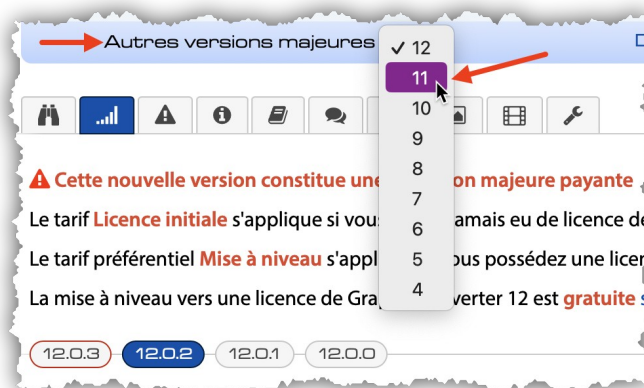 Autres versions majeures
✓ 12
11
10
9
8
7
6
5
4
Cette nouvelle version constitue une on majeure payante
Le tarif Licence initiale s'applique si vous amais eu de licence de
Le tarif préférentiel Mise à niveau s'appl ous possédez une licen
La mise à niveau vers une licence de Gra verter 12 est gratuite
12.0.3 12.0.2 12.0.1 12.0.0